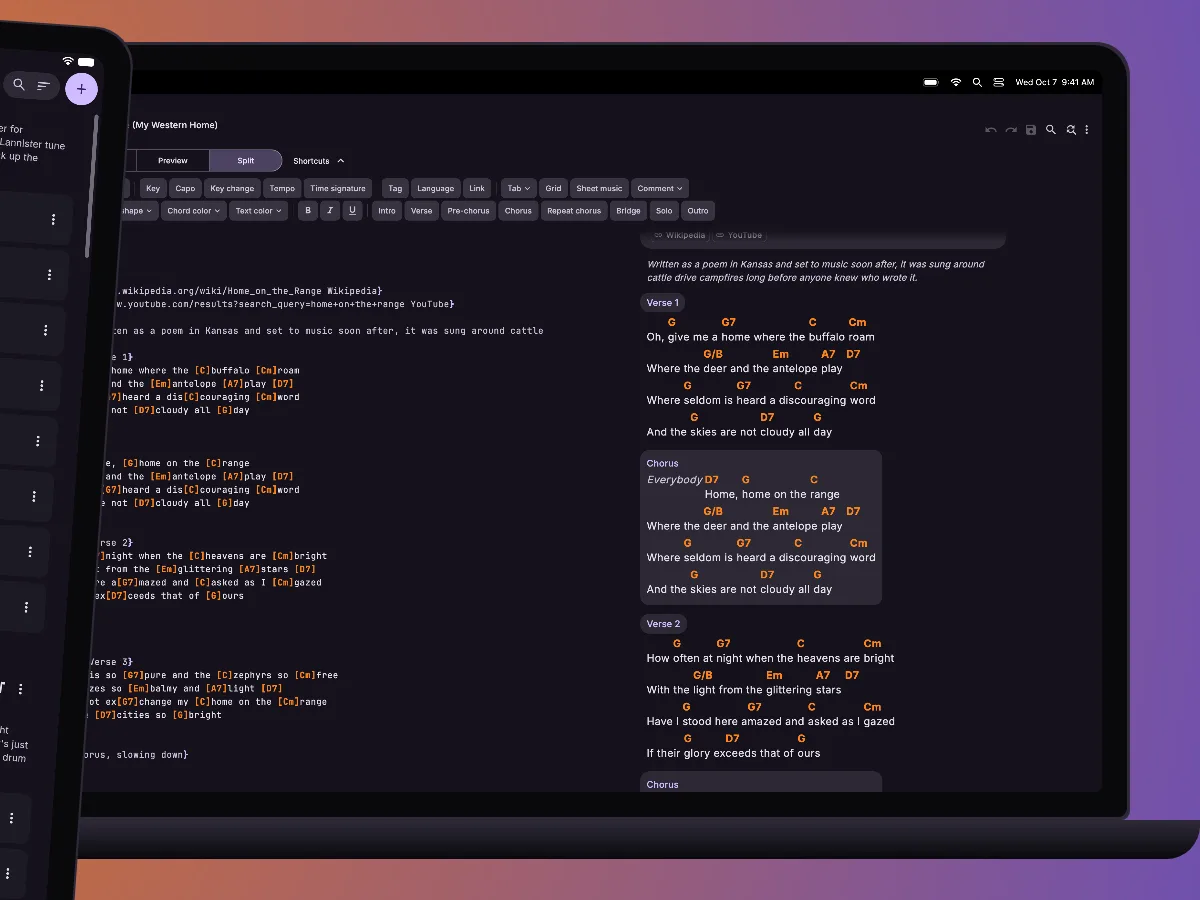 er for
Lannister tune
k up the
ht
's just
drum
Wed Oct 7 9:41 AM
(My Western Home)
Preview Split Shortcuts
Key Capo Key change Tempo Time signature Tag Language Link Tab Grid Sheet music Comment
hape Chord color Text color B I U Intro Verse Pre-chorus Chorus Repeat chorus Bridge Solo Outro
.wikipedia.org/wiki/Home_on_the_Range Wikipedia}
w.youtube.com/results?search_query=home+on+the+range YouTube}
ten as a poem in Kansas and set to music soon after, it was sung around cattle
e 1}
home where the [C]buffalo [Cm]roam
nd the [Em]antelope [A7]play [D7]
7]heard a dis[C]couraging [Cm]word
not [D7]cloudy all [G]day
e, [G]home on the [C]range
and the [Em]antelope [A7]play [D7]
G7]heard a dis[C]couraging [Cm]word
e not [D7]cloudy all [G]day
rse 2}
]night when the [C]heavens are [Cm]bright
t from the [Em]glittering [A7]stars [D7]
re a[G7]mazed and [C]asked as I [Cm]gazed
ex[D7]ceeds that of [G]ours
Verse 3}
is so [G7]pure and the [C]zephyrs so [Cm]free
zes so [Em]balmy and [A7]light [D7]
ot ex[G7]change my [C]home on the [Cm]range
[D7]cities so [G]bright
orus, slowing down}
Wikipedia YouTube
Written as a poem in Kansas and set to music soon after, it was sung around
cattle drive campfires long before anyone knew who wrote it.
Verse 1
G G7 C Cm
Oh, give me a home where the buffalo roam
G/B Em A7 D7
Where the deer and the antelope play
G G7 C Cm
Where seldom is heard a discouraging word
G D7 G
And the skies are not cloudy all day
Chorus
Everybody D7 G C
Home, home on the range
G/B Em A7 D7
Where the deer and the antelope play
G G7 C Cm
Where seldom is heard a discouraging word
G D7 G
And the skies are not cloudy all day
Verse 2
G G7 C Cm
How often at night when the heavens are bright
G/B Em A7 D7
With the light from the glittering stars
G G7 C Cm
Have I stood here amazed and asked as I gazed
G D7 G
If their glory exceeds that of ours
Chorus